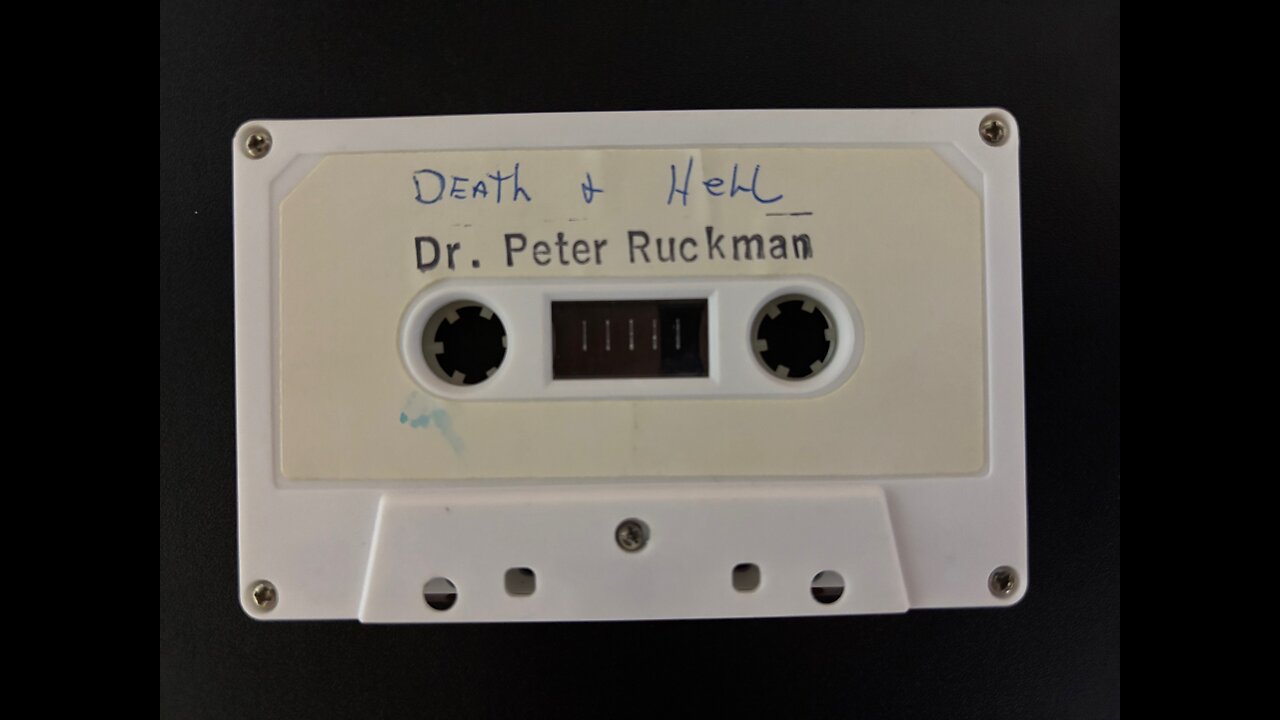 Death & Hell
Dr. Peter Ruckman